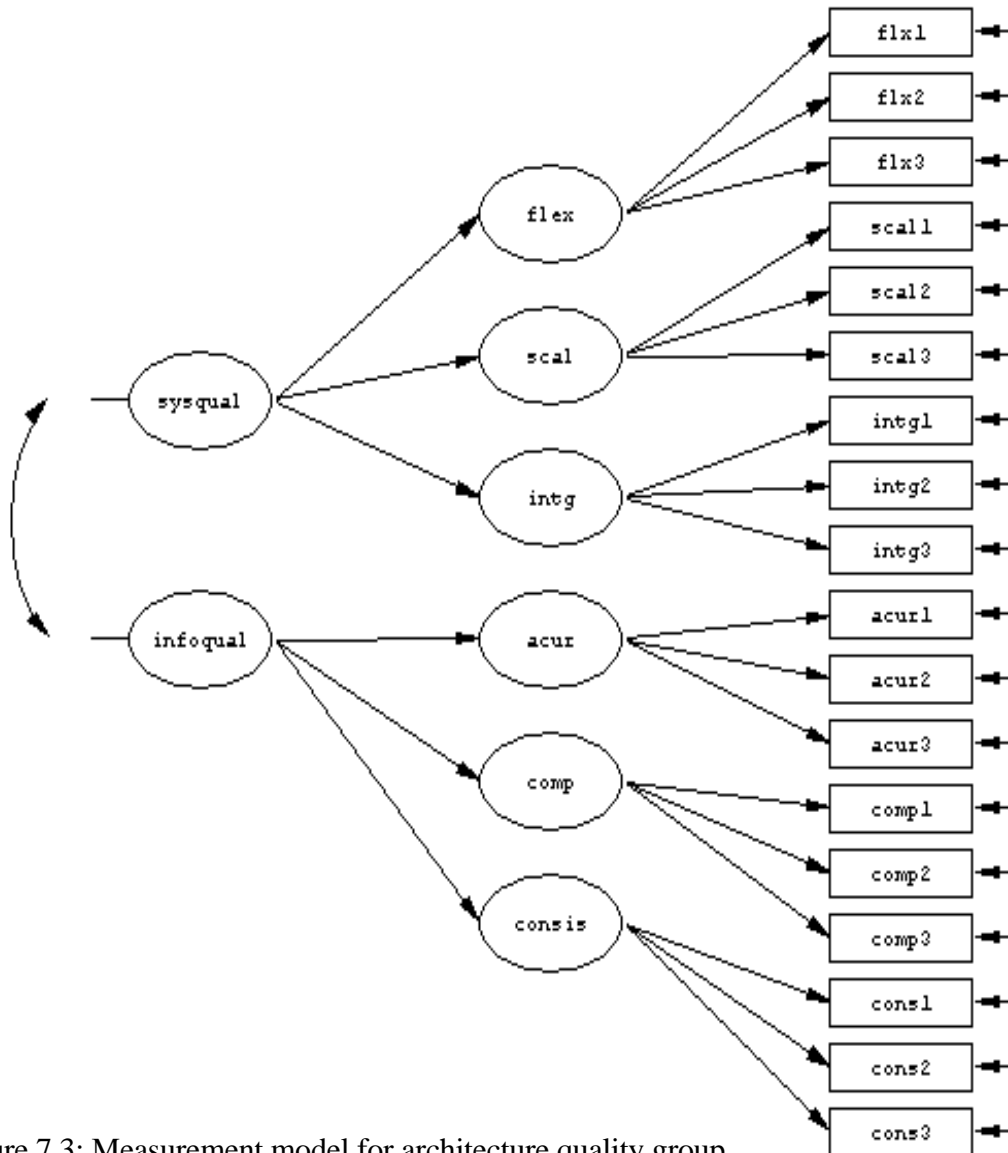 flx1
flx2
flx3
flex
scal1
scal2
scal
scal3
sysqual
intg1
intg2
intg
intg3
acur1
infoqual
acur
acur2
acur3
comp
comp1
comp2
consis
comp3
cons1
cons2
cons3
ure 7.3: Measurement model for architecture quality group